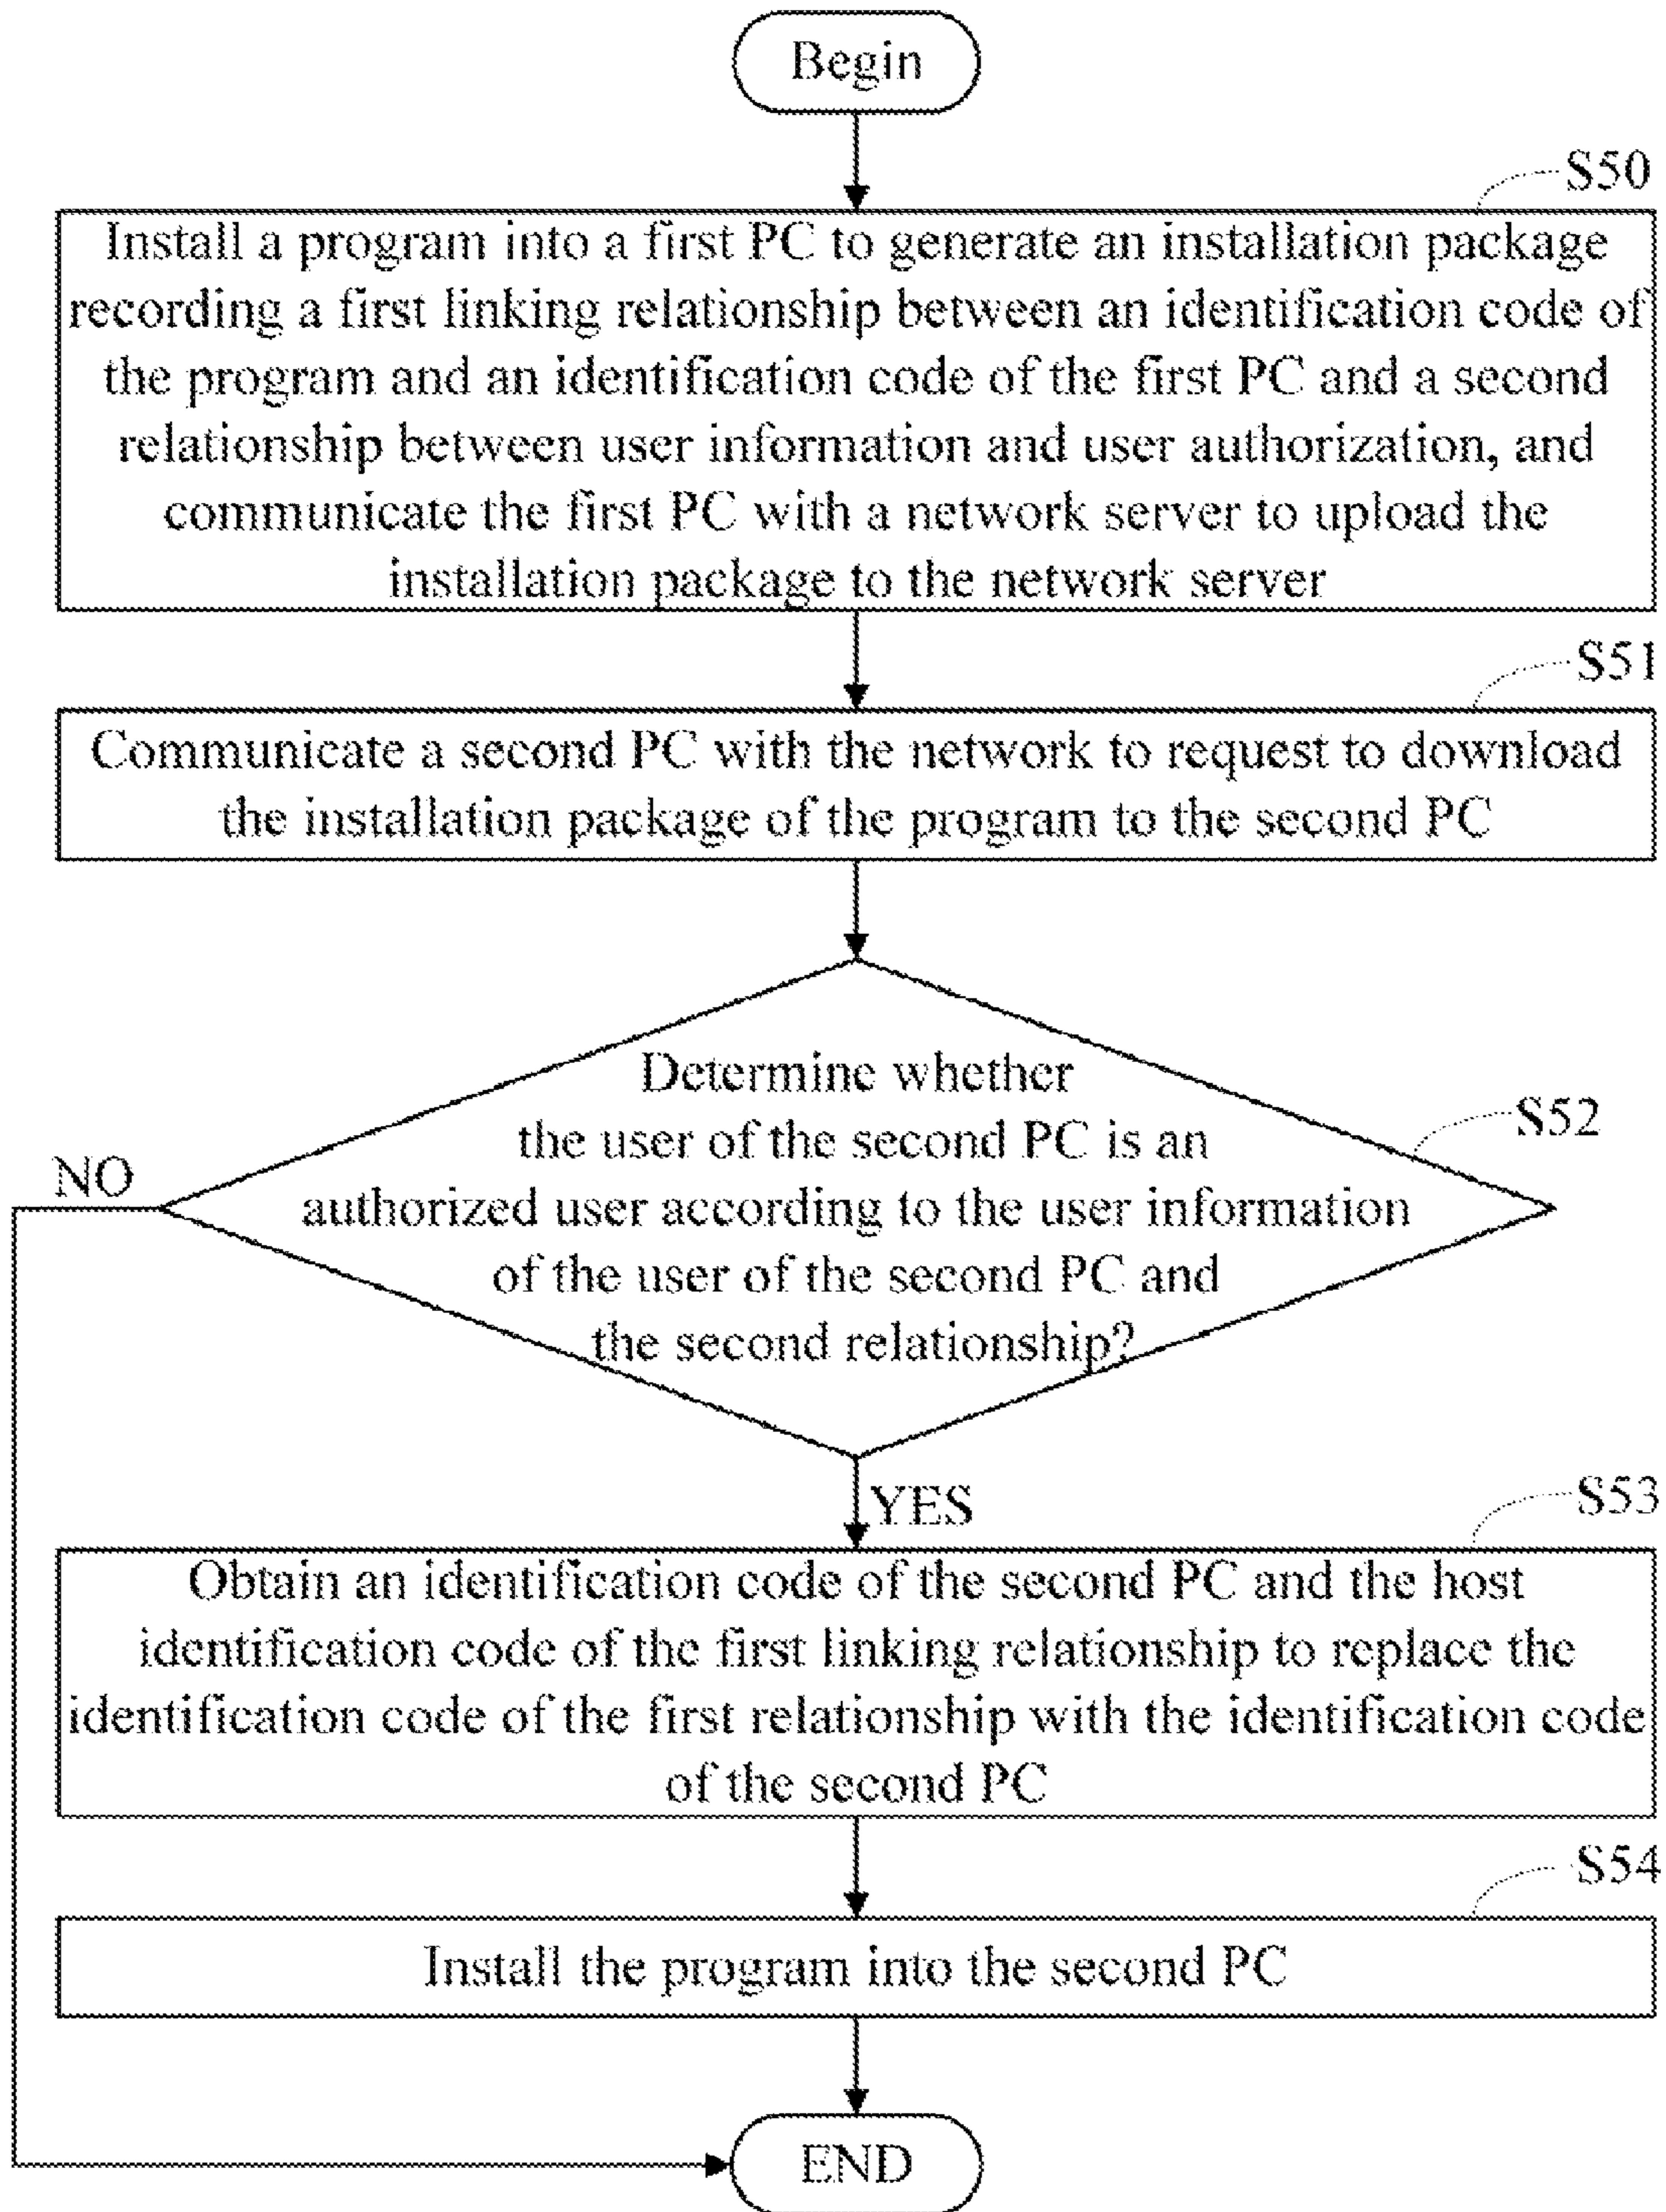 Begin
S50
Install a program into a first PC to generate an installation package
recording a first linking relationship between an identification code of
the program and an identification code of the first PC and a second
relationship between user information and user authorization, and
communicate the first PC with a network server to upload the
installation package to the network server
S51
Communicate a second PC with the network to request to download
the installation package of the program to the second PC
S52
Determine whether
the user of the second PC is an
authorized user according to the user information
of the user of the second PC and
the second relationship?
NO
YES
S53
Obtain an identification code of the second PC and the host
identification code of the first linking relationship to replace the
identification code of the first relationship with the identification code
of the second PC
S54
Install the program into the second PC
END